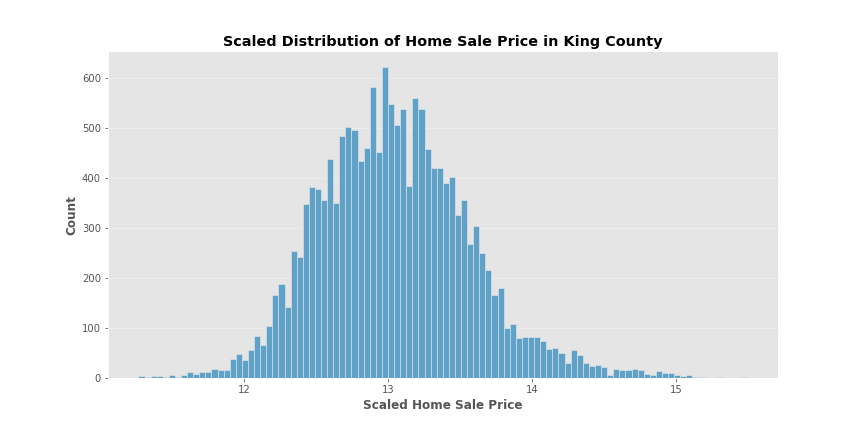 Scaled Distribution of Home Sale Price in King County
600
500
400
300
200
100
0
Count
12 13 14 15
Scaled Home Sale Price